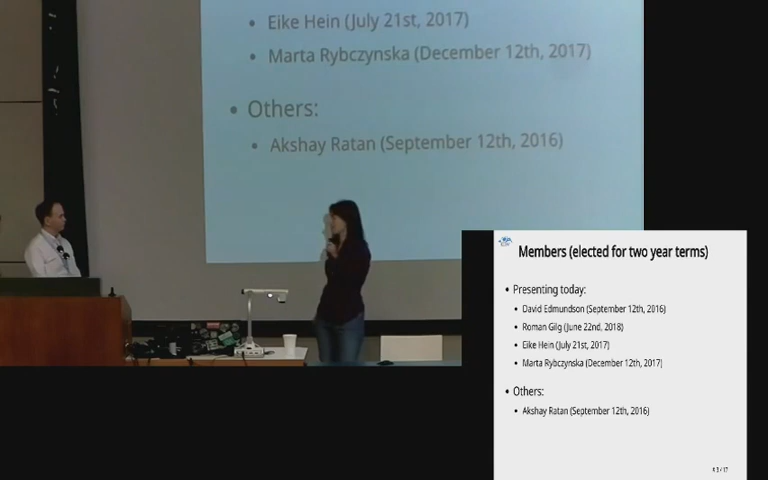 • Eike Hein (July 21st, 2017)
• Marta Rybczynska (December 12th, 2017)
• Others:
• Akshay Ratan (September 12th, 2016)
Members (elected for two year terms)
• Presenting today:
• David Edmundson (September 12th, 2016)
• Roman Gilg (June 22nd, 2018)
• Eike Hein (July 21st, 2017)
• Marta Rybczynska (December 12th, 2017)
• Others:
• Akshay Ratan (September 12th, 2016)
3 / 17